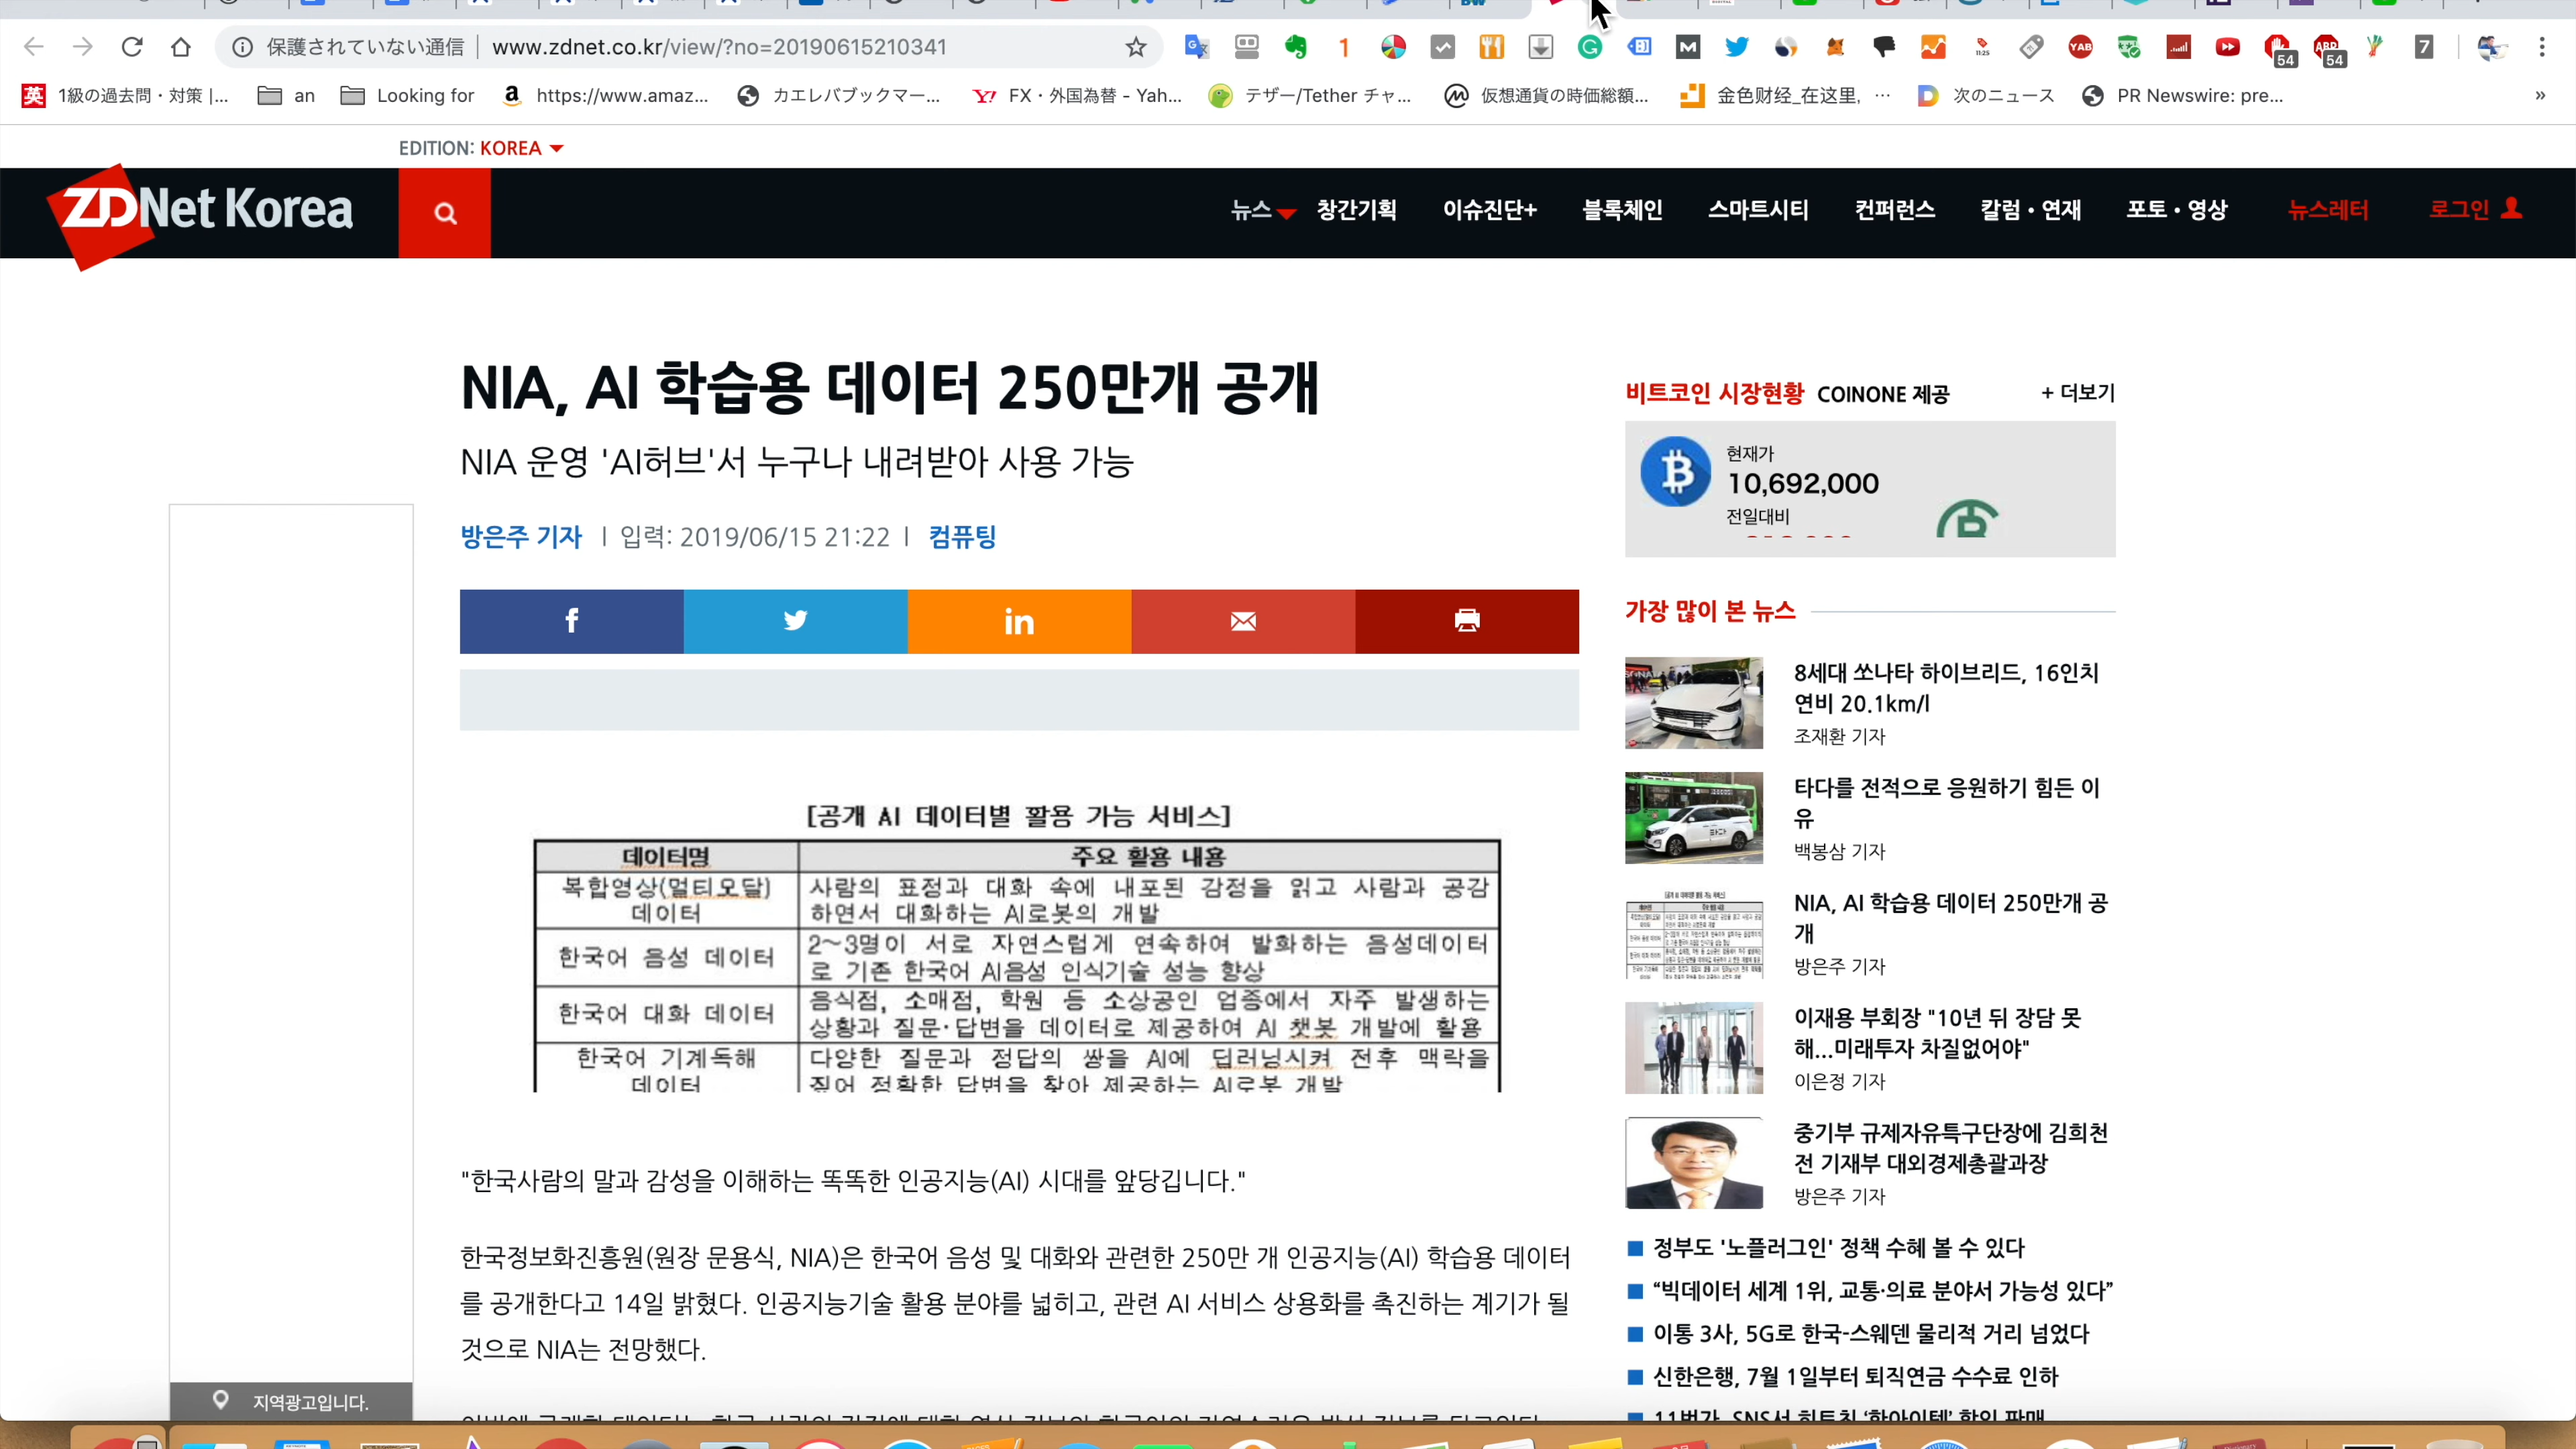 保護されていない通信 | www.zdnet.co.kr/view/?no=20190615210341
1級の過去問・対策 |...
an
Looking for
https://www.amaz...
カエレバブックマー...
FX・外国為替 - Yah...
テザー/Tether チャ...
仮想通貨の時価総額...
金色财经_在这里, ...
次のニュース
PR Newswire: pre...
»
EDITION: KOREA
ZDNet Korea
뉴스 창간기획 이슈진단+ 블록체인 스마트시티 컨퍼런스 칼럼・연재 포토・영상 뉴스레터 로그인
NIA, AI 학습용 데이터 250만개 공개
NIA 운영 'AI허브'서 누구나 내려받아 사용 가능
방은주 기자 | 입력: 2019/06/15 21:22 | 컴퓨팅
[공개 AI 데이터별 활용 가능 서비스]
데이터명 주요 활용 내용
복합영상(멀티모달) 데이터
사람의 표정과 대화 속에 내포된 감정을 읽고 사람과 공감
하면서 대화하는 AI로봇의 개발
한국어 음성 데이터
2~3명이 서로 자연스럽게 연속하여 발화하는 음성데이터
로 기존 한국어 AI음성 인식기술 성능 향상
한국어 대화 데이터
음식점, 소매점, 학원 등 소상공인 업종에서 자주 발생하는
상황과 질문·답변을 데이터로 제공하여 AI 챗봇 개발에 활용
한국어 기계독해
데이터
다양한 질문과 정답의 쌍을 AI에 딥러닝시켜 전후 맥락을
짚어 정확한 답변을 찾아 제공하는 AI로봇 개발
"한국사람의 말과 감성을 이해하는 똑똑한 인공지능(AI) 시대를 앞당깁니다."
한국정보화진흥원(원장 문용식, NIA)은 한국어 음성 및 대화와 관련한 250만 개 인공지능(AI) 학습용 데이터
를 공개한다고 14일 밝혔다. 인공지능기술 활용 분야를 넓히고, 관련 AI 서비스 상용화를 촉진하는 계기가 될
것으로 NIA는 전망했다.
지역광고입니다.
비트코인 시장현황 COINONE 제공 + 더보기
현재가
10,692,000
전일대비
가장 많이 본 뉴스
8세대 쏘나타 하이브리드, 16인치
연비 20.1km/l
조재환 기자
타다를 전적으로 응원하기 힘든 이
유
백봉삼 기자
NIA, AI 학습용 데이터 250만개 공
개
방은주 기자
이재용 부회장 "10년 뒤 장담 못
해...미래투자 차질없어야"
이은정 기자
중기부 규제자유특구단장에 김희천
전 기재부 대외경제총괄과장
방은주 기자
정부도 '노플러그인' 정책 수혜 볼 수 있다
“빅데이터 세계 1위, 교통·의료 분야서 가능성 있다”
이통 3사, 5G로 한국-스웨덴 물리적 거리 넘었다
신한은행, 7월 1일부터 퇴직연금 수수료 인하